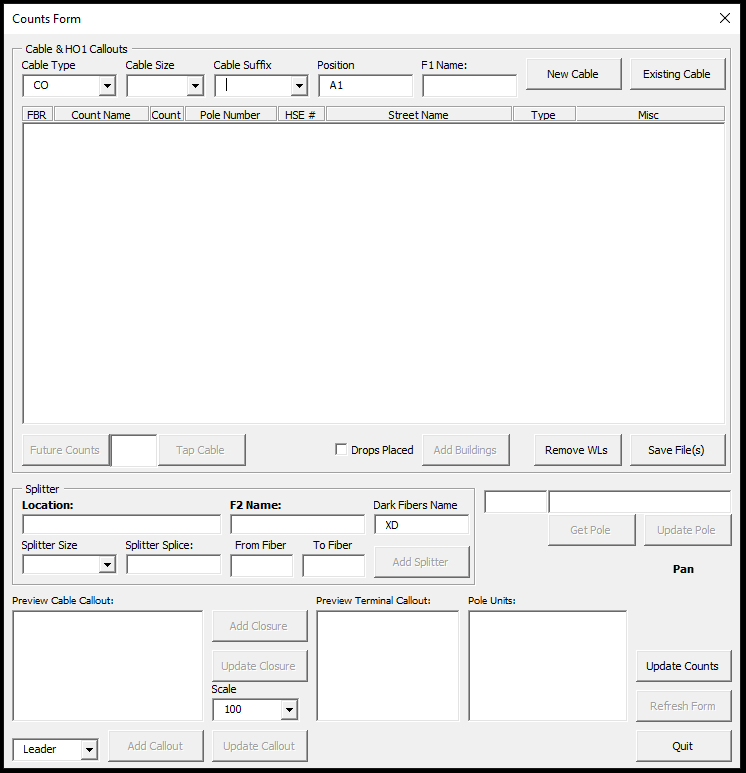 Counts Form
Cable & HO1 Callouts
Cable Type Cable Size Cable Suffix Position F1 Name:
CO A1 New Cable Existing Cable
FBR Count Name Count Pole Number HSE # Street Name Type Misc
Future Counts Tap Cable Drops Placed Add Buildings Remove WLs Save File(s)
Splitter
Location: F2 Name: Dark Fibers Name
XD
Get Pole Update Pole
Splitter Size Splitter Splice: From Fiber To Fiber
Add Splitter
Pan
Preview Cable Callout: Preview Terminal Callout: Pole Units:
Add Closure
Update Closure Update Counts
Scale
100 Refresh Form
Leader Add Callout Update Callout Quit